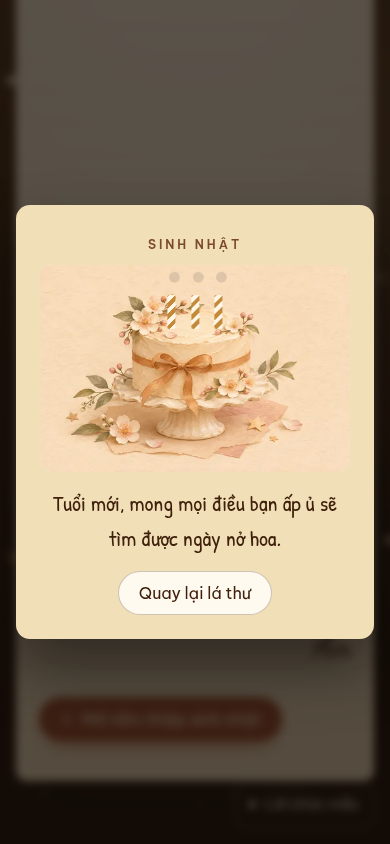 SINH NHẬT
Tuổi mới, mong mọi điều bạn ấp ủ sẽ
tìm được ngày nở hoa.
Quay lại lá thư